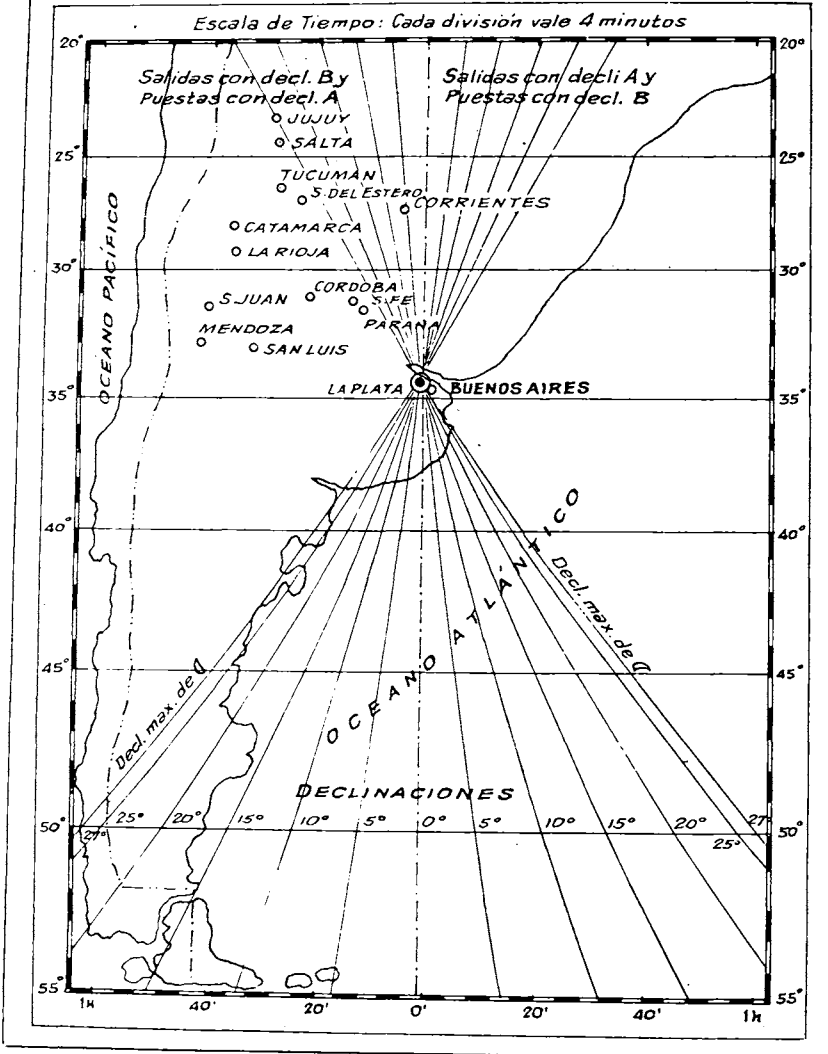 Escala de Tiempo: Cada división vale 4 minutos
20° 20°
Salidas con decl. B y
Puestas con decl. A
Salidas con decli A y
Puestas con decl. B
JUJUY
25° SALTA 25°
TUCUMÁN
S. DEL ESTERO
CORRIENTES
CATAMARCA
LA RIOJA
30° 30°
OCEANO PACÍFICO
CORDOBA
S. JUAN
S. FE
PARANA
MENDOZA
SAN LUIS
LA PLATA
BUENOS AIRES
35° 35°
40° 40°
OCEANO ATLÁNTICO
Decl. max. de ☾
Decl. max. de ☾
45° 45°
DECLINACIONES
50° 27° 25° 20° 15° 10° 5° 0° 5° 10° 15° 20° 25° 27° 50°
55° 55°
1h 40' 20' 0' 20' 40' 1h